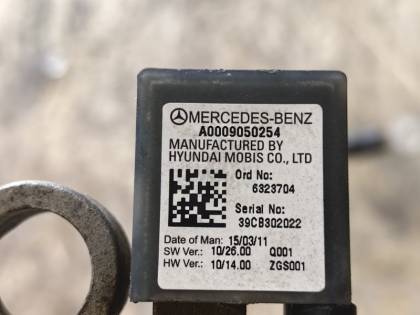 MERCEDES-BENZ
A0009050254
MANUFACTURED BY
HYUNDAI MOBIS CO., LTD
Ord No:
6323704
Serial No:
39CB302022
Date of Man: 15/03/11
SW Ver.: 10/26.00 Q001
HW Ver.: 10/14.00 ZGS001